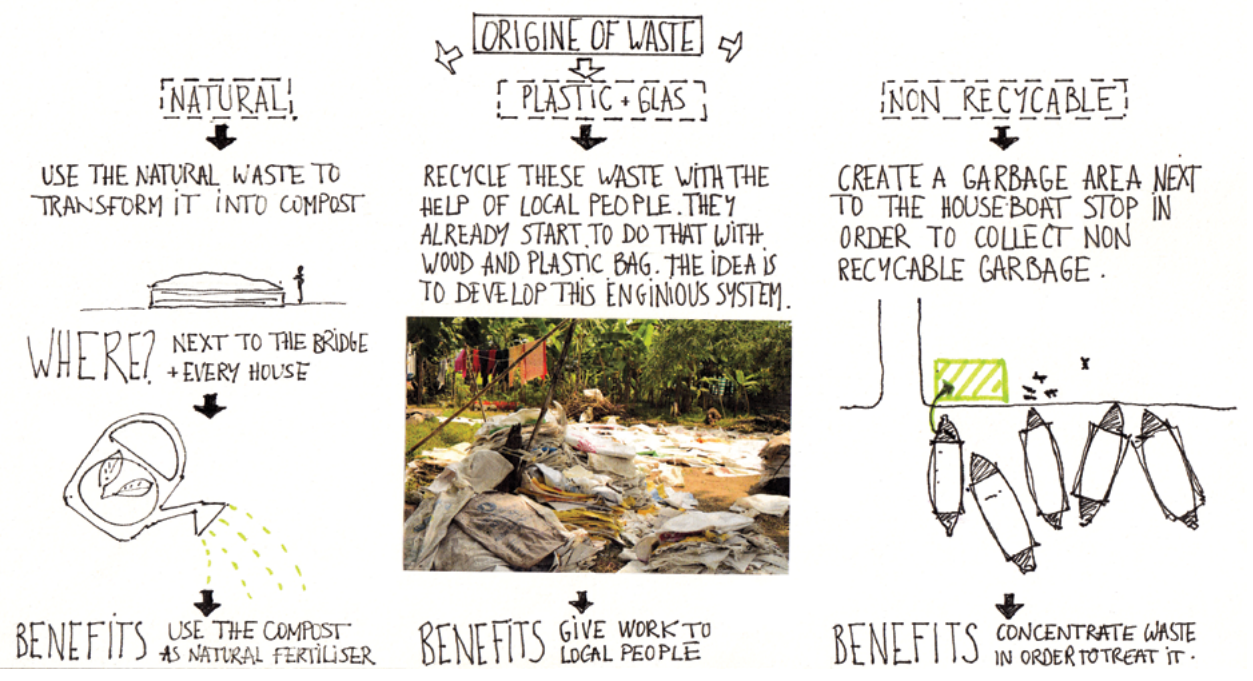 ORIGINE OF WASTE
NATURAL
USE THE NATURAL WASTE TO
TRANSFORM IT INTO COMPOST
WHERE?
NEXT TO THE BRIDGE
+ EVERY HOUSE
BENEFITS
USE THE COMPOST
AS NATURAL FERTILISER
PLASTIC + GLAS
RECYCLE THESE WASTE WITH THE
HELP OF LOCAL PEOPLE. THEY
ALREADY START TO DO THAT WITH
WOOD AND PLASTIC BAG. THE IDEA IS
TO DEVELOP THIS ENGINIOUS SYSTEM.
BENEFITS
GIVE WORK TO
LOCAL PEOPLE
NON RECYCABLE
CREATE A GARBAGE AREA NEXT
TO THE HOUSEBOAT STOP IN
ORDER TO COLLECT NON
RECYCABLE GARBAGE.
BENEFITS
CONCENTRATE WASTE
IN ORDER TO TREAT IT.